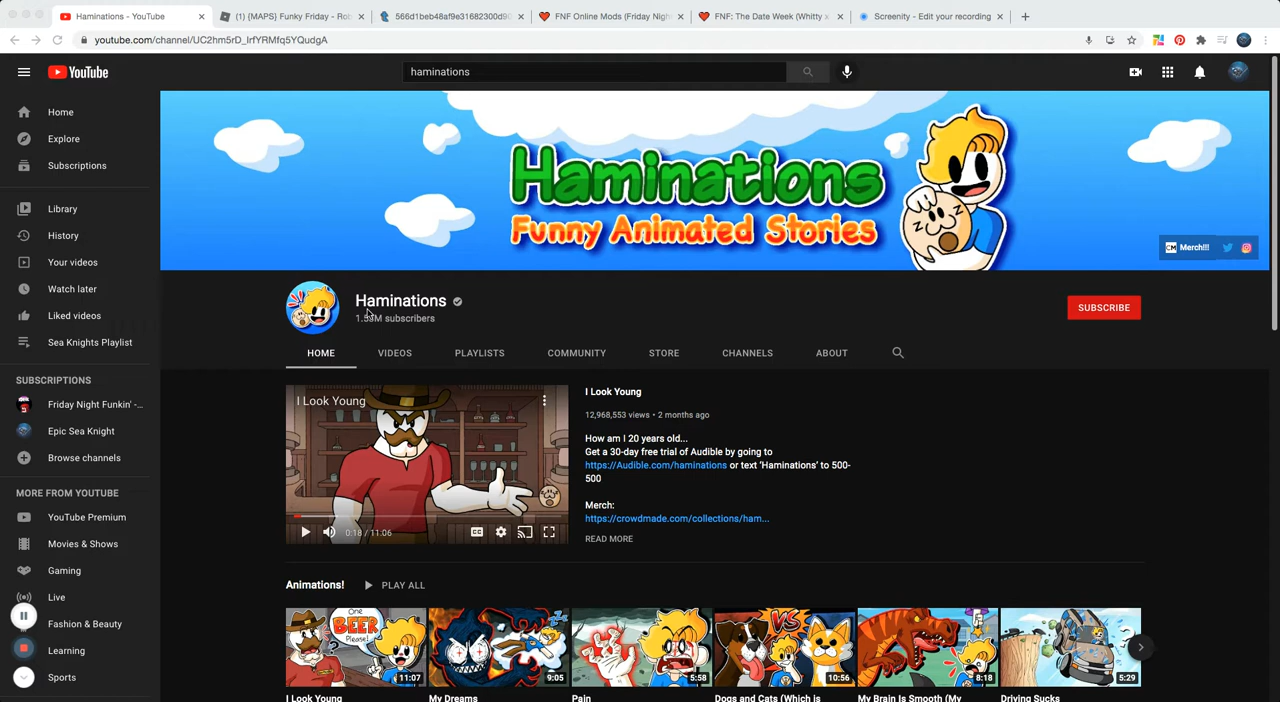 Haminations - YouTube
(1) {MAPS} Funky Friday - Rob
566d1beb48af9e31682300d90
FNF Online Mods (Friday Nigh
FNF: The Date Week (Whitty x
Screenity - Edit your recording
youtube.com/channel/UC2hm5rD_IrfYRMfq5YQudgA
YouTube
haminations
Home
Explore
Subscriptions
Library
History
Your videos
Watch later
Liked videos
Sea Knights Playlist
SUBSCRIPTIONS
Friday Night Funkin' -...
Epic Sea Knight
Browse channels
MORE FROM YOUTUBE
YouTube Premium
Movies & Shows
Gaming
Live
Fashion & Beauty
Learning
Sports
Haminations
Funny Animated Stories
CM Merch!!!
Haminations
subscribers
SUBSCRIBE
HOME
VIDEOS
PLAYLISTS
COMMUNITY
STORE
CHANNELS
ABOUT
I Look Young
0:18 / 11:06
CC
I Look Young
12,968,553 views • 2 months ago
How am I 20 years old...
Get a 30-day free trial of Audible by going to
https://Audible.com/haminations or text 'Haminations' to 500-
500
Merch:
https://crowdmade.com/collections/ham...
READ MORE
Animations!
PLAY ALL
One
BEER
Please!
11:07
9:05
5:58
VS
10:56
8:18
5:29
I Look Young
My Dreams
Pain
Dogs and Cats (Which is
My Brain Is Smooth (My
Driving Sucks